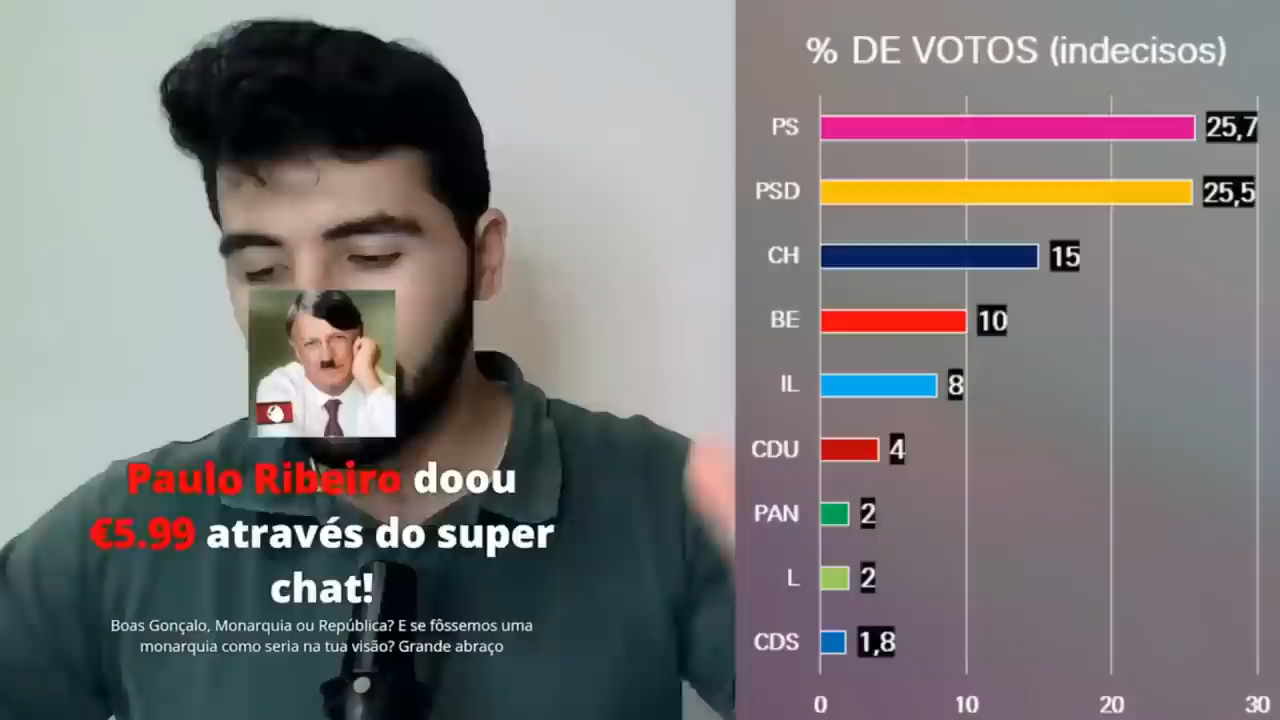 Paulo Ribeiro doou
€5.99 através do super
chat!
Boas Gonçalo, Monarquia ou República? E se fôssemos uma
monarquia como seria na tua visão? Grande abraço
% DE VOTOS (indecisos)
PS 25,7
PSD 25,5
CH 15
BE 10
IL 8
CDU 4
PAN 2
L 2
CDS 1,8
0 10 20 30